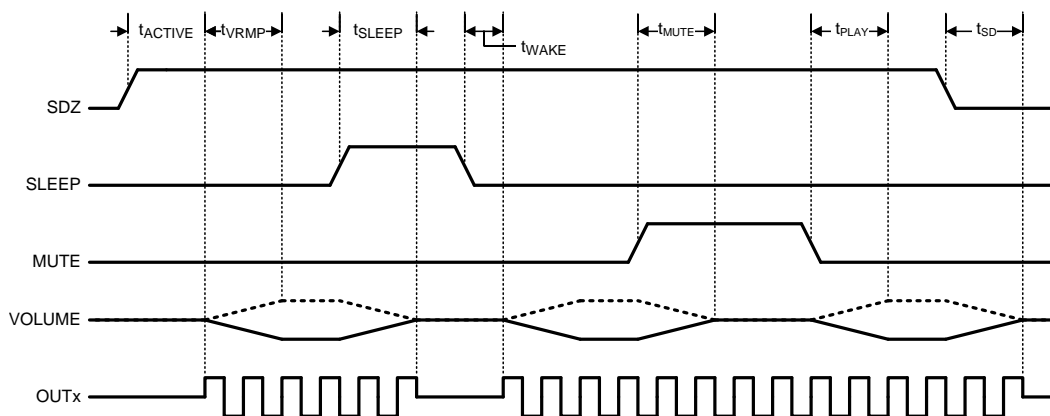 tACTIVE tVRMP tSLEEP tWAKE tMUTE tPLAY tSD
SDZ
SLEEP
MUTE
VOLUME
OUTx